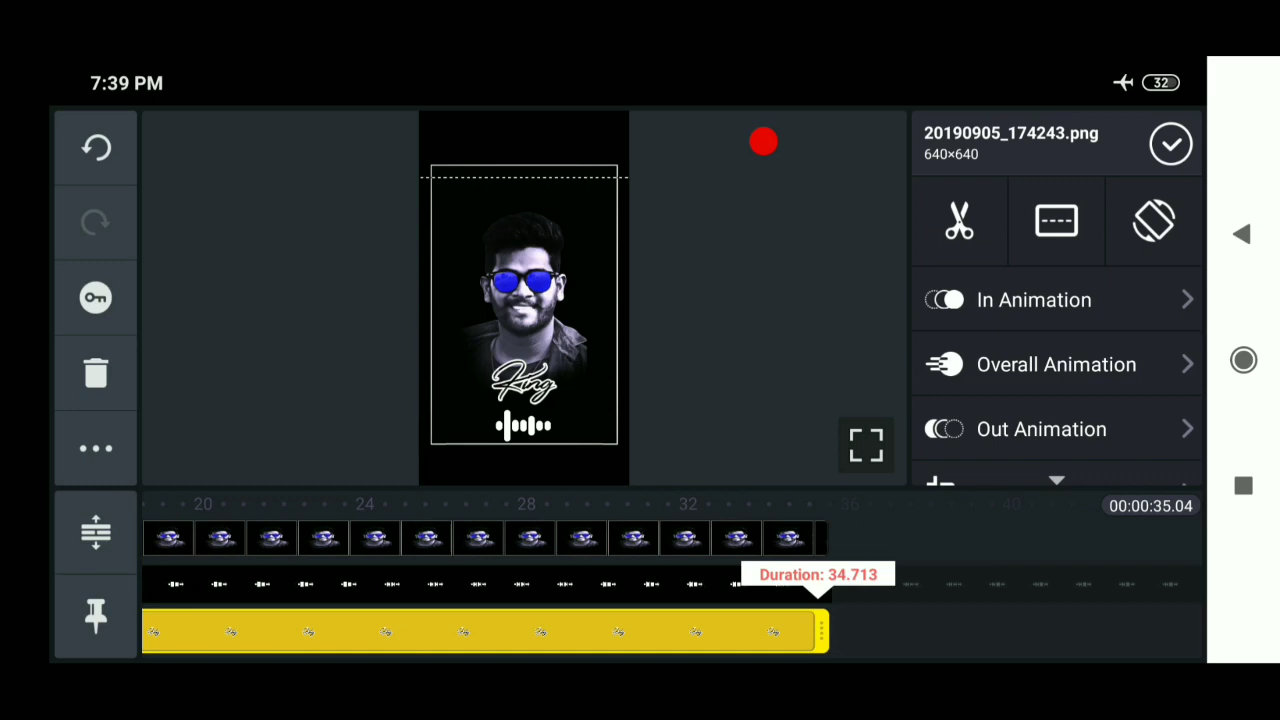 7:39 PM
32
20190905_174243.png
640×640
In Animation
Overall Animation
Out Animation
King
20 24 28 32 36 40
00:00:35.04
Duration: 34.713